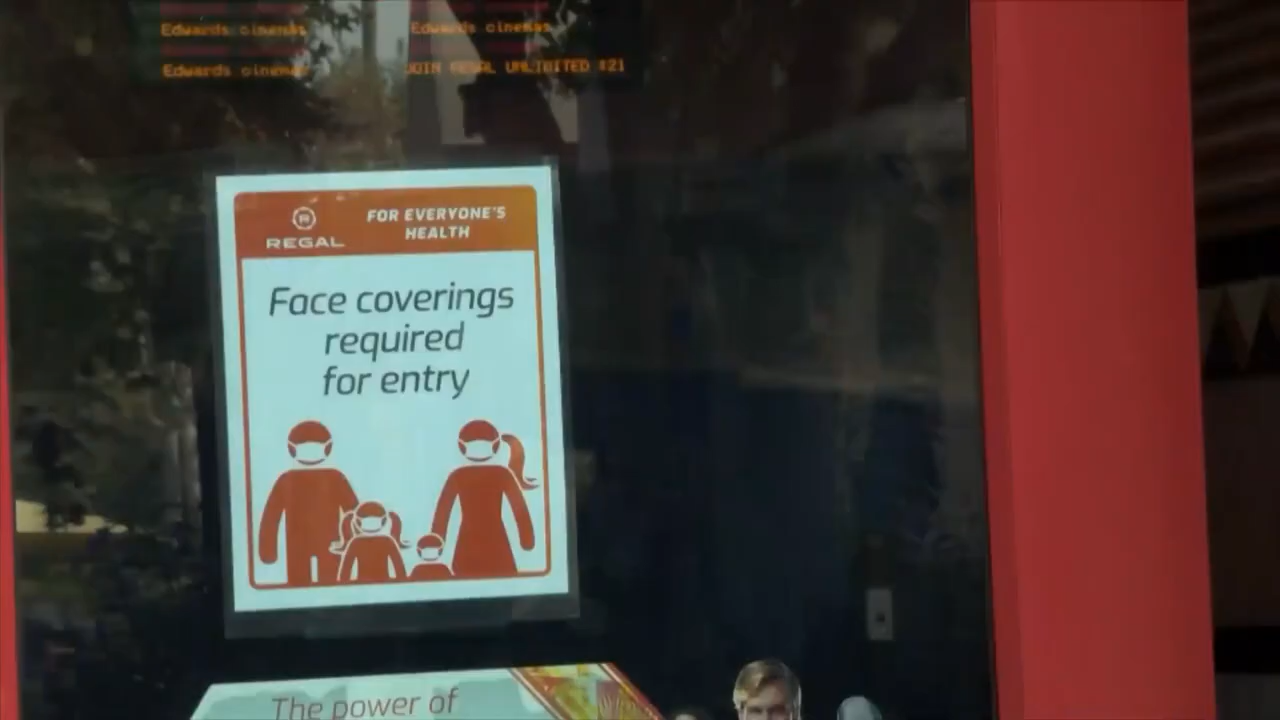 Edwards cinemas
Edwards cinemas
Edwards cinemas
JOIN REGAL UNLIMITED $21
REGAL
FOR EVERYONE'S
HEALTH
Face coverings
required
for entry
The power of